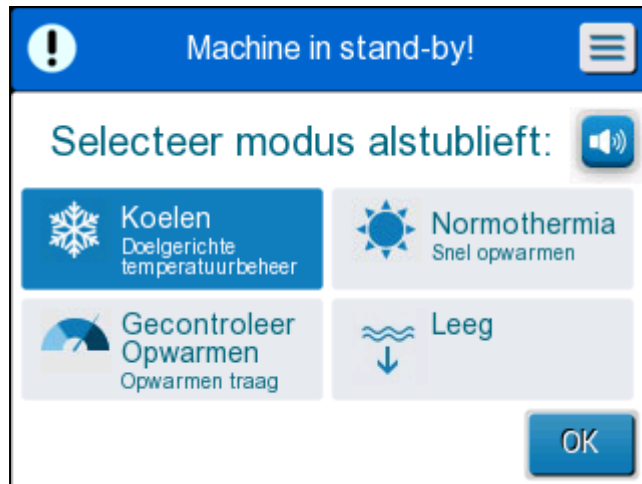 Machine in stand-by!
Selecteer modus alstublieft:
Koelen
Doelgerichte
temperatuurbeheer
Normothermia
Snel opwarmen
Gecontroleer
Opwarmen
Opwarmen traag
Leeg
OK